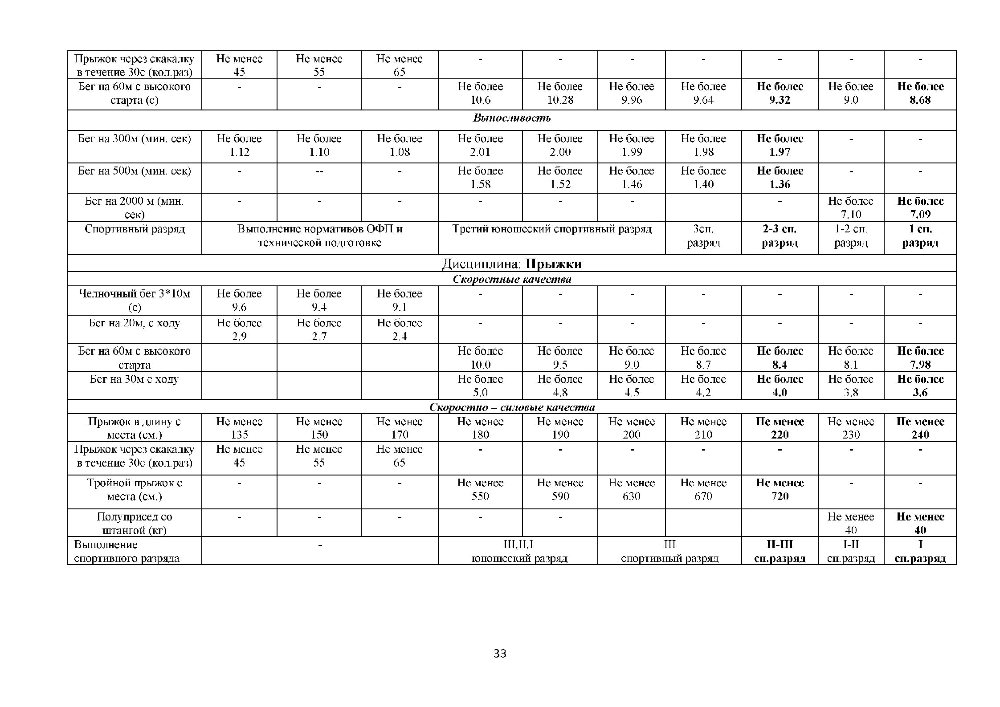 Прыжок через скакалку Не менее Не менее Не менее - - - - - - -
в течение 30с (кол.раз) 45 55 65
Бег на 60м с высокого - - - Не более Не более Не более Не более Не более Не более Не более
старта (с) 10.6 10.28 9.96 9.64 9.32 9.0 8.68
Выносливость
Бег на 300м (мин. сек) Не более Не более Не более Не более Не более Не более Не более Не более - -
1.12 1.10 1.08 2.01 2.00 1.99 1.98 1.97
Бег на 500м (мин. сек) - -- - Не более Не более Не более Не более Не более - -
1.58 1.52 1.46 1.40 1.36
Бег на 2000 м (мин. - - - - - - - Не более Не более
сек) 7.10 7.09
Спортивный разряд Выполнение нормативов ОФП и Третий юношеский спортивный разряд 3сп. 2-3 сп. 1-2 сп. 1 сп.
технической подготовке разряд разряд разряд разряд
Дисциплина: Прыжки
Скоростные качества
Челночный бег 3*10м Не более Не более Не более - - - - - - -
(с) 9.6 9.4 9.1
Бег на 20м, с ходу Не более Не более Не более - - - - - - -
2.9 2.7 2.4
Бег на 60м с высокого Не более Не более Не более Не более Не более Не более Не более
старта 10.0 9.5 9.0 8.7 8.4 8.1 7.98
Бег на 30м с ходу Не более Не более Не более Не более Не более Не более Не более
5.0 4.8 4.5 4.2 4.0 3.8 3.6
Скоростно – силовые качества
Прыжок в длину с Не менее Не менее Не менее Не менее Не менее Не менее Не менее Не менее Не менее Не менее
места (см.) 135 150 170 180 190 200 210 220 230 240
Прыжок через скакалку Не менее Не менее Не менее - - - - - - -
в течение 30с (кол.раз) 45 55 65
Тройной прыжок с - - - Не менее Не менее Не менее Не менее Не менее - -
места (см.) 550 590 630 670 720
Полуприсед со - - - - - Не менее Не менее
штангой (кг) 40 40
Выполнение - III,II,I III II-III I-II I
спортивного разряда юношеский разряд спортивный разряд сп.разряд сп.разряд сп.разряд
33